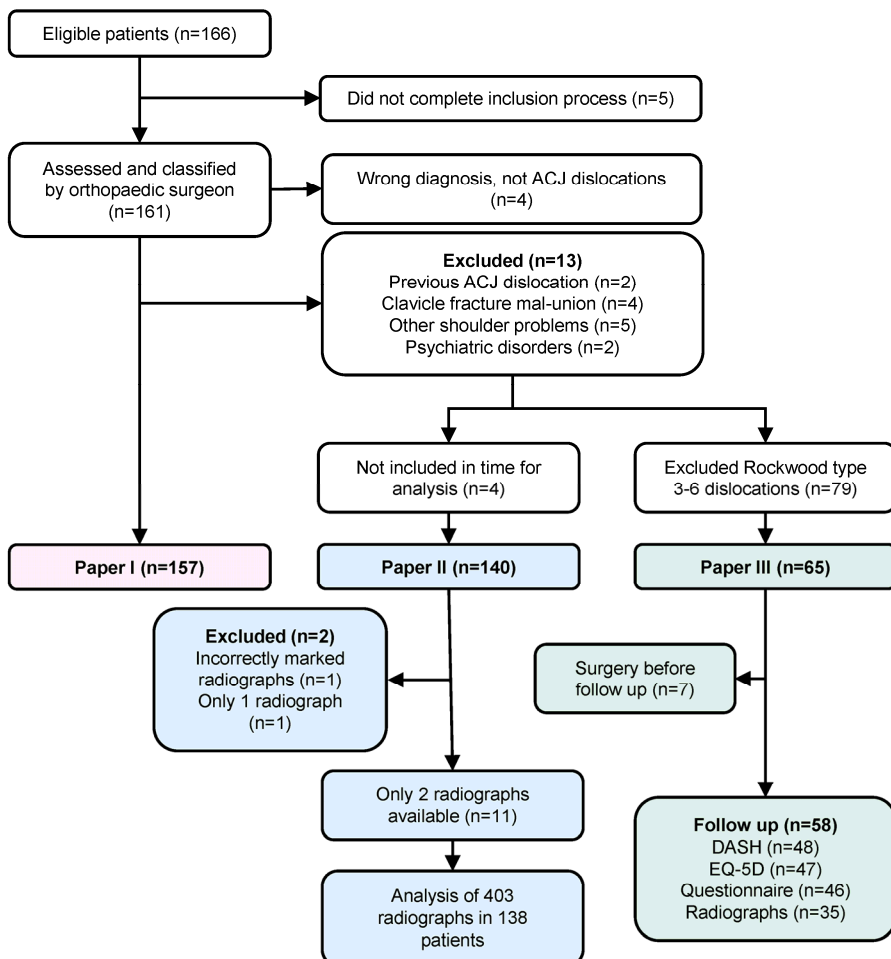 Eligible patients (n=166)
Did not complete inclusion process (n=5)
Assessed and classified
by orthopaedic surgeon
(n=161)
Wrong diagnosis, not ACJ dislocations
(n=4)
Excluded (n=13)
Previous ACJ dislocation (n=2)
Clavicle fracture mal-union (n=4)
Other shoulder problems (n=5)
Psychiatric disorders (n=2)
Not included in time for
analysis (n=4)
Excluded Rockwood type
3-6 dislocations (n=79)
Paper I (n=157)
Paper II (n=140)
Paper III (n=65)
Excluded (n=2)
Incorrectly marked
radiographs (n=1)
Only 1 radiograph
(n=1)
Surgery before
follow up (n=7)
Only 2 radiographs
available (n=11)
Analysis of 403
radiographs in 138
patients
Follow up (n=58)
DASH (n=48)
EQ-5D (n=47)
Questionnaire (n=46)
Radiographs (n=35)